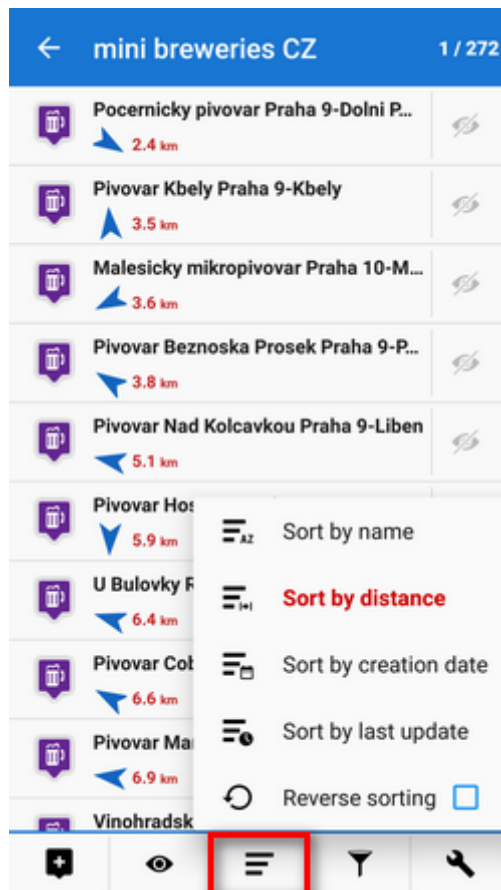 mini breweries CZ 1 / 272
Pocernicky pivovar Praha 9-Dolni P...
2.4 km
Pivovar Kbely Praha 9-Kbely
3.5 km
Malesicky mikropivovar Praha 10-M...
3.6 km
Pivovar Beznoska Prosek Praha 9-P...
3.8 km
Pivovar Nad Kolcavkou Praha 9-Liben
5.1 km
Pivovar
5.9 km
U Bulovky
6.4 km
Pivovar
6.6 km
Pivovar
6.9 km
Sort by name
Sort by distance
Sort by creation date
Sort by last update
Reverse sorting